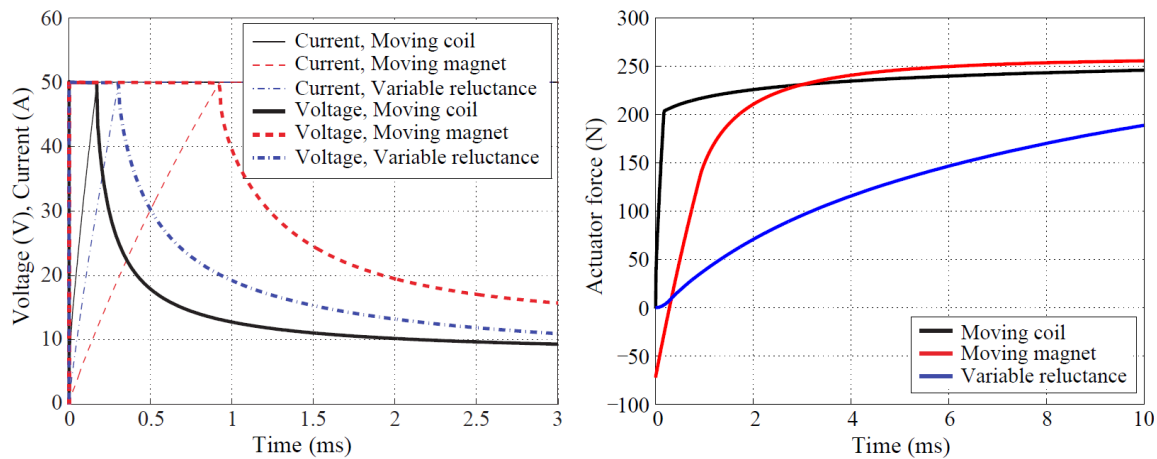 Voltage (V), Current (A)
70
60
50
40
30
20
10
0
0
0.5
1
1.5
2
2.5
3
Time (ms)
Current, Moving coil
Current, Moving magnet
Current, Variable reluctance
Voltage, Moving coil
Voltage, Moving magnet
Voltage, Variable reluctance
Actuator force (N)
300
250
200
150
100
50
0
−50
−100
0
2
4
6
8
10
Time (ms)
Moving coil
Moving magnet
Variable reluctance